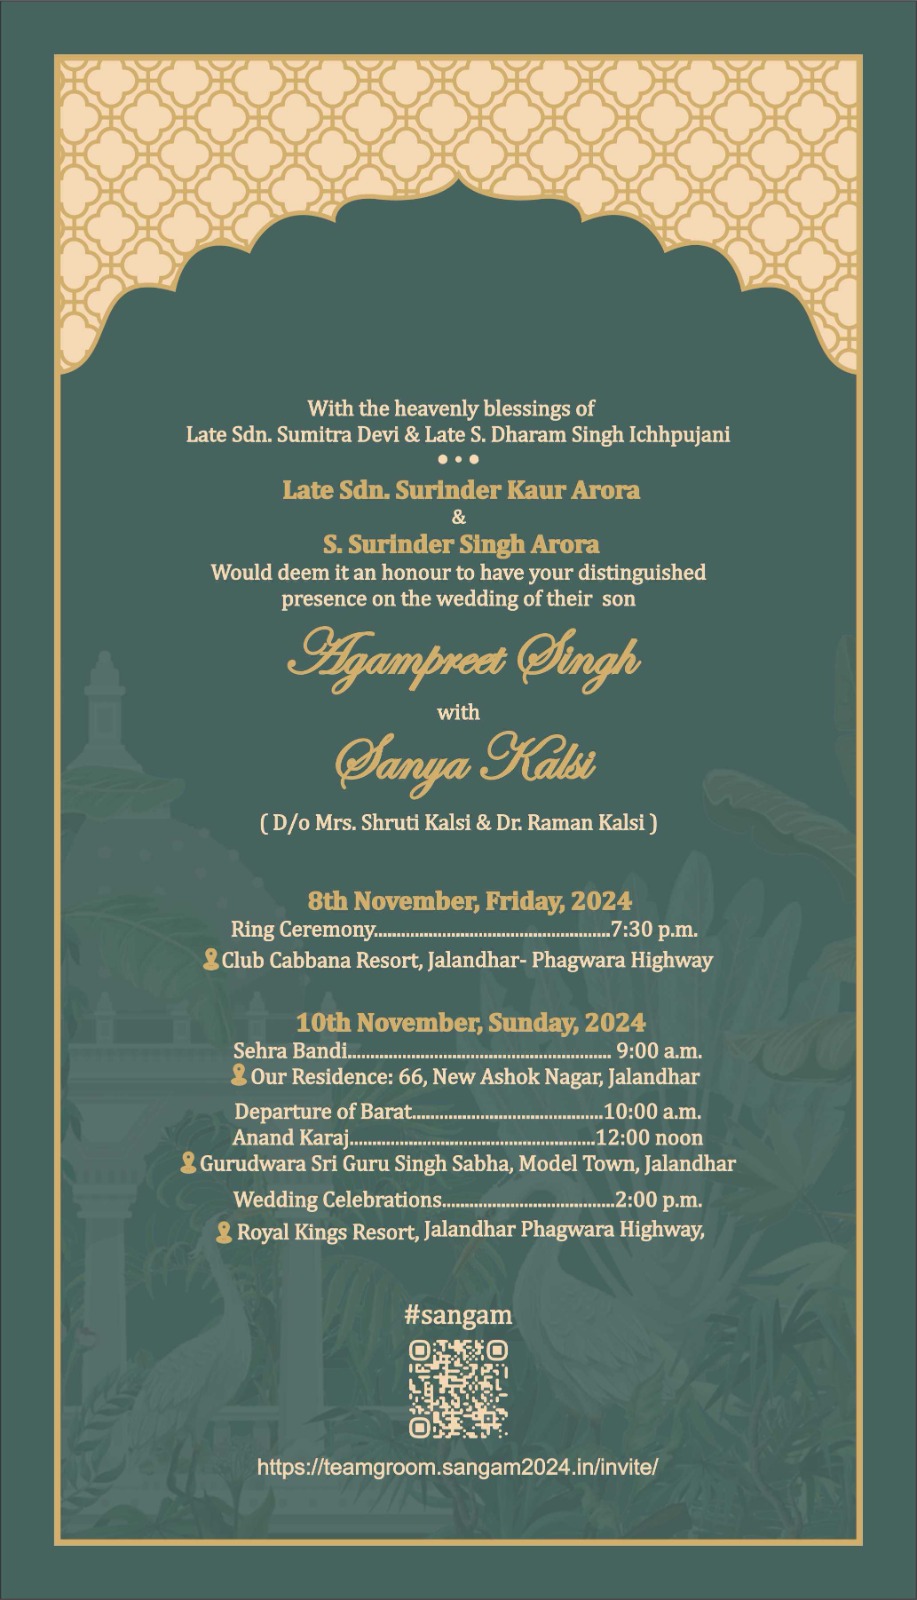 With the heavenly blessings of
Late Sdn. Sumitra Devi & Late S. Dharam Singh Ichhpujani
Late Sdn. Surinder Kaur Arora
&
S. Surinder Singh Arora
Would deem it an honour to have your distinguished
presence on the wedding of their son
Agampreet Singh
with
Sanya Kalsi
( D/o Mrs. Shruti Kalsi & Dr. Raman Kalsi )
8th November, Friday, 2024
Ring Ceremony................................................7:30 p.m.
Club Cabbana Resort, Jalandhar- Phagwara Highway
10th November, Sunday, 2024
Sehra Bandi...................................................... 9:00 a.m.
Our Residence: 66, New Ashok Nagar, Jalandhar
Departure of Barat.......................................10:00 a.m.
Anand Karaj..................................................12:00 noon
Gurudwara Sri Guru Singh Sabha, Model Town, Jalandhar
Wedding Celebrations...................................2:00 p.m.
Royal Kings Resort, Jalandhar Phagwara Highway,
#sangam
https://teamgroom.sangam2024.in/invite/